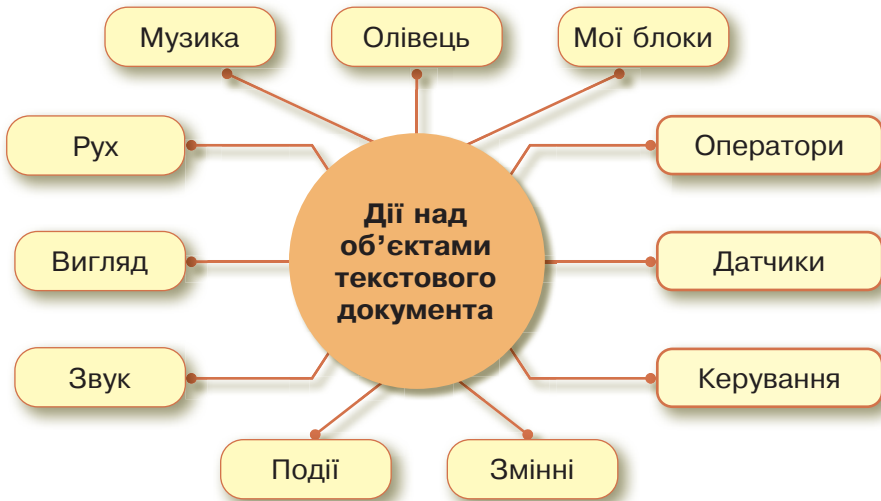 Музика
Олівець
Мої блоки
Рух
Оператори
Дії над
об’єктами
текстового
документа
Вигляд
Датчики
Звук
Керування
Події
Змінні